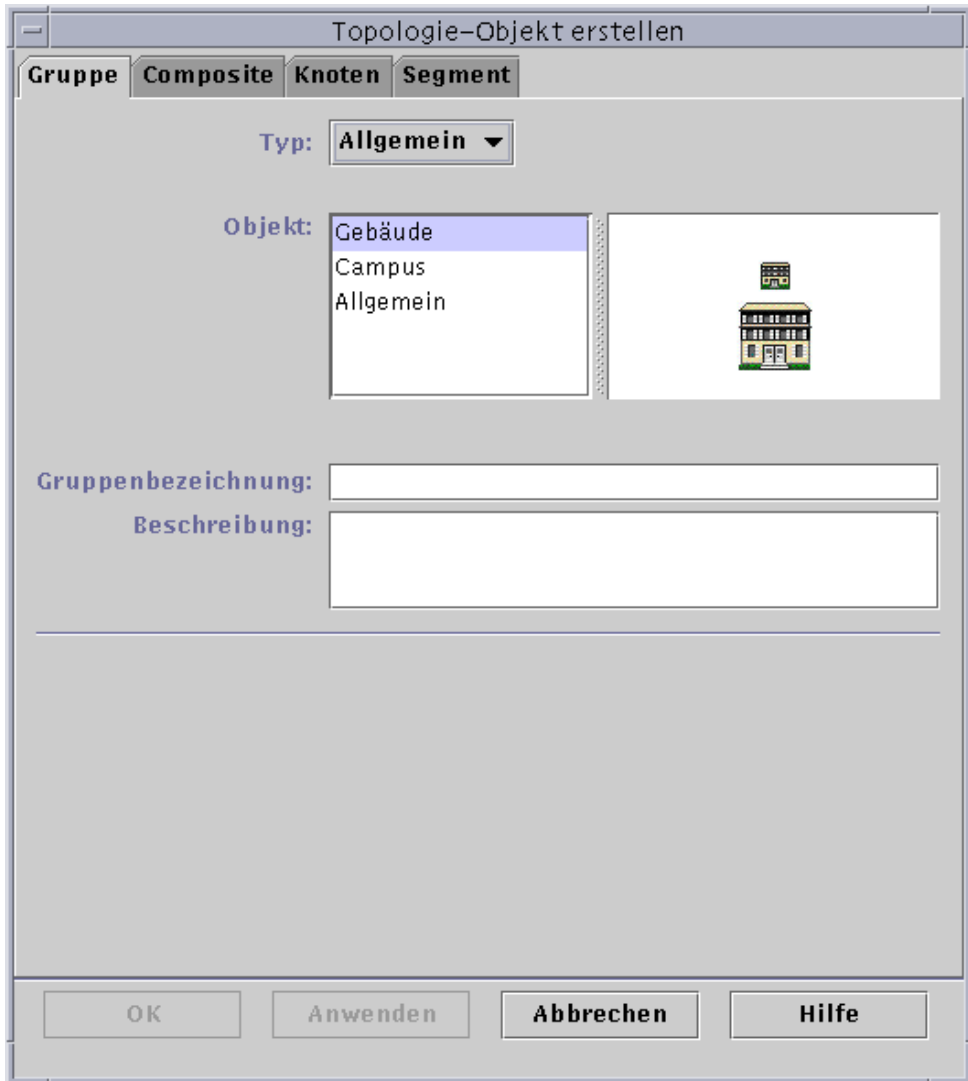 Topologie-Objekt erstellen
Gruppe Composite Knoten Segment
Typ: Allgemein
Objekt: Gebäude
Campus
Allgemein
Gruppenbezeichnung:
Beschreibung:
OK Anwenden Abbrechen Hilfe